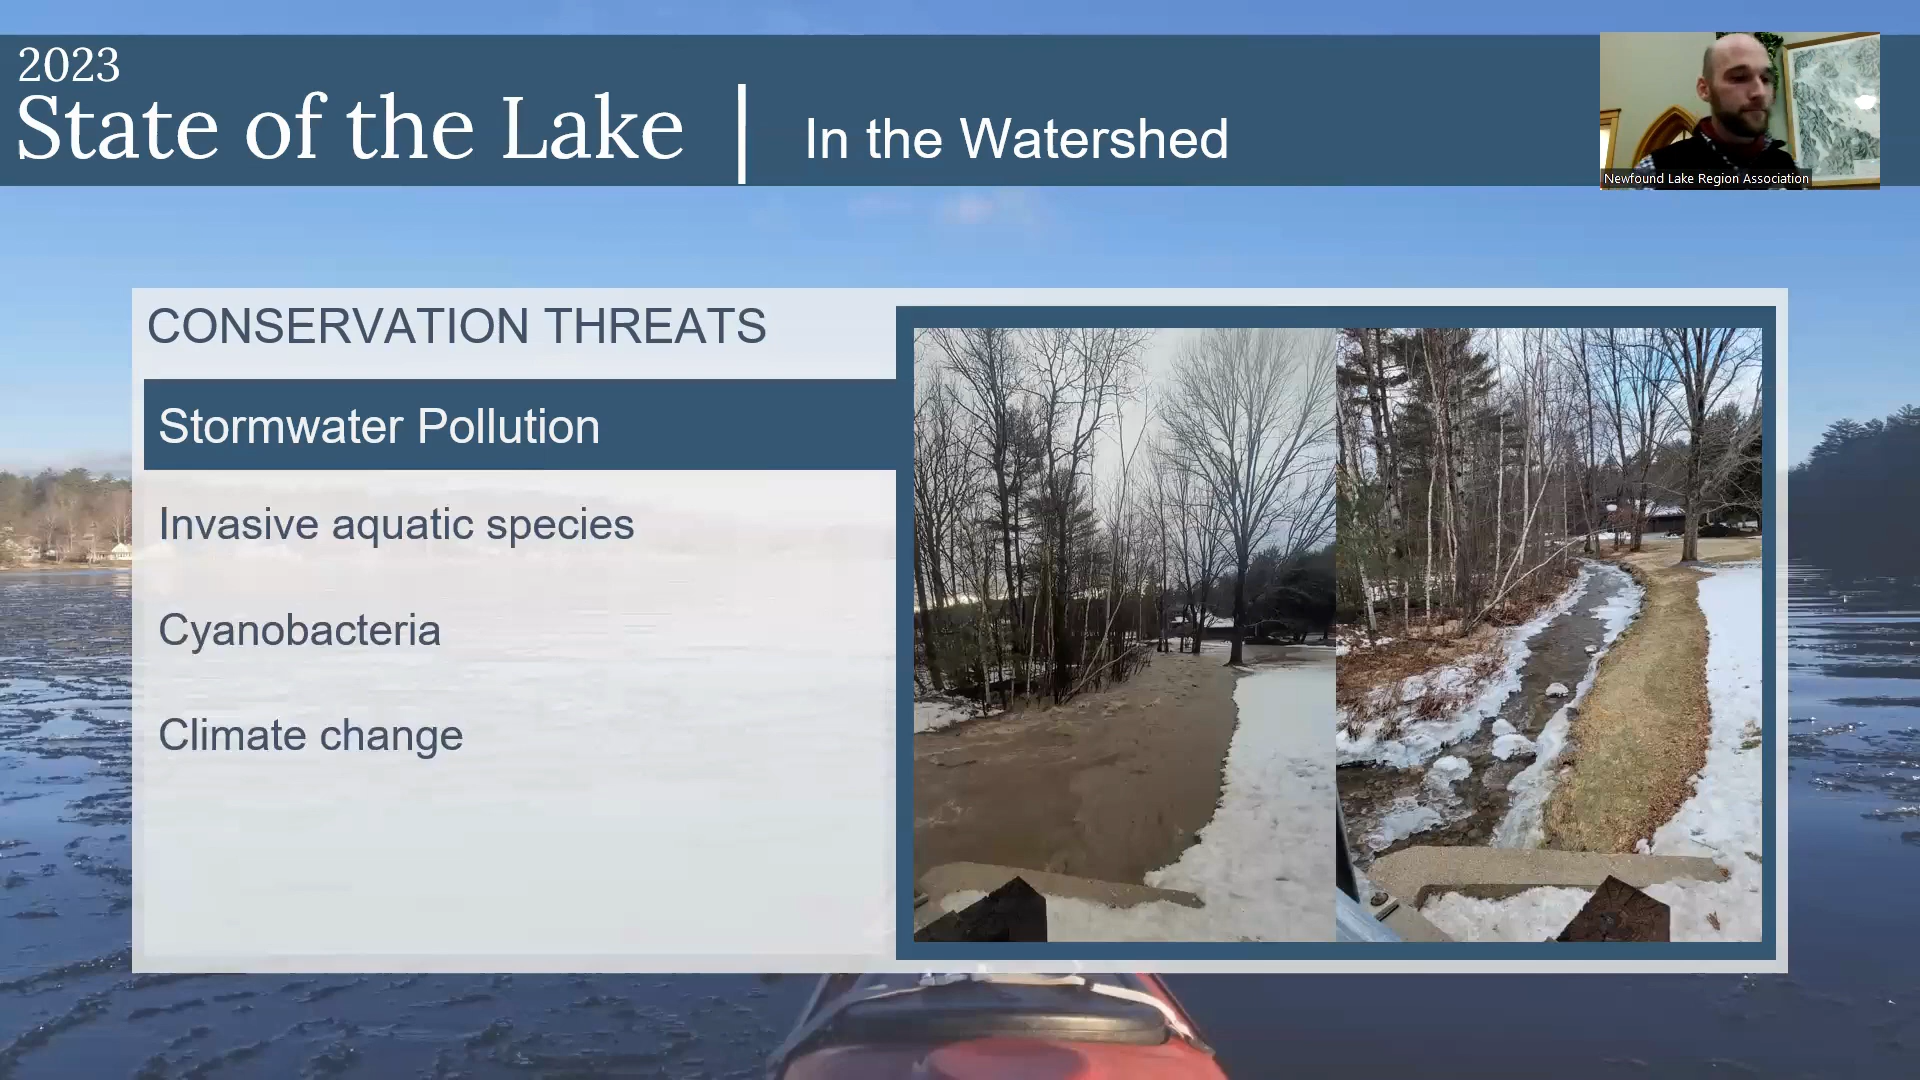 2023
State of the Lake | In the Watershed
Newfound Lake Region Association
CONSERVATION THREATS
Stormwater Pollution
Invasive aquatic species
Cyanobacteria
Climate change